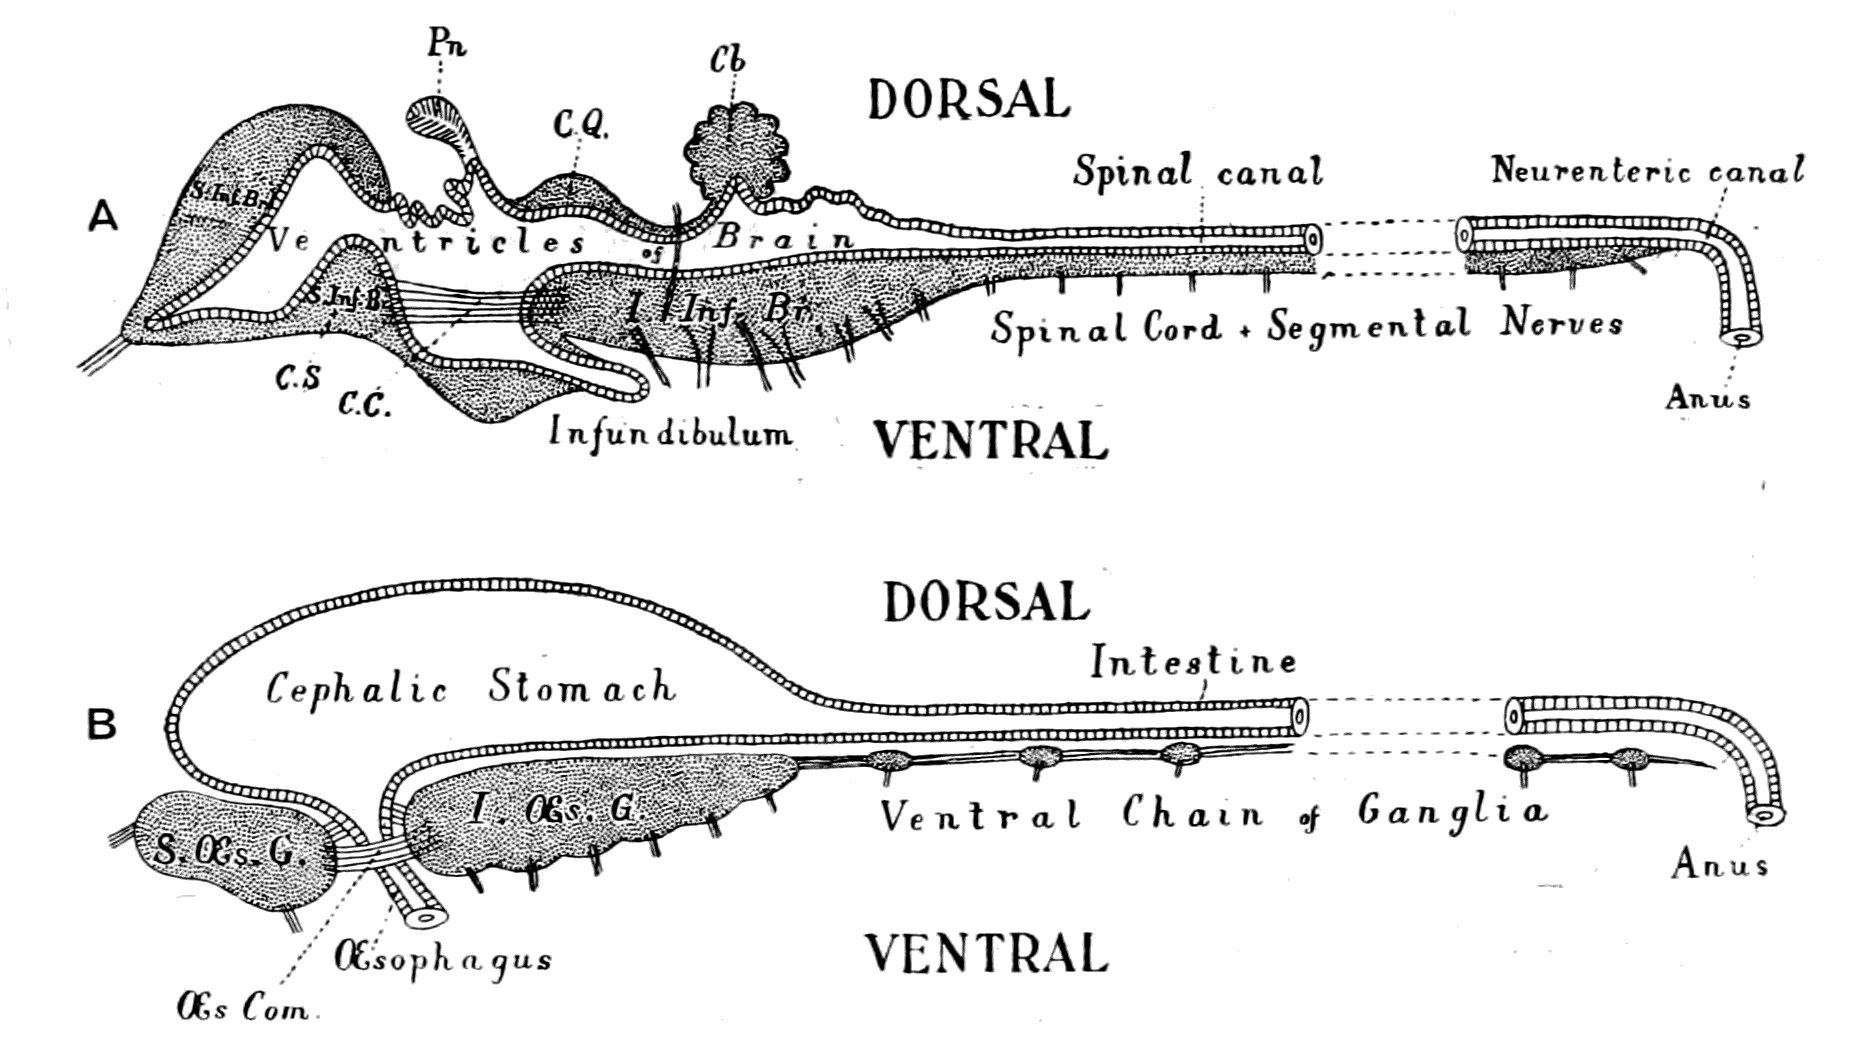 Pn
Cb
C.Q.
DORSAL
Spinal canal
Neurenteric canal
A
S.Inf.Br.
Ventricles of Brain
S.Inf.Br.
I. Inf. Br.
Spinal Cord + Segmental Nerves
C.S
C.C.
Anus
Infundibulum
VENTRAL
DORSAL
Intestine
Cephalic Stomach
B
I. Œs. G.
Ventral Chain of Ganglia
S. Œs. G.
Anus
Œsophagus
VENTRAL
Œs Com.